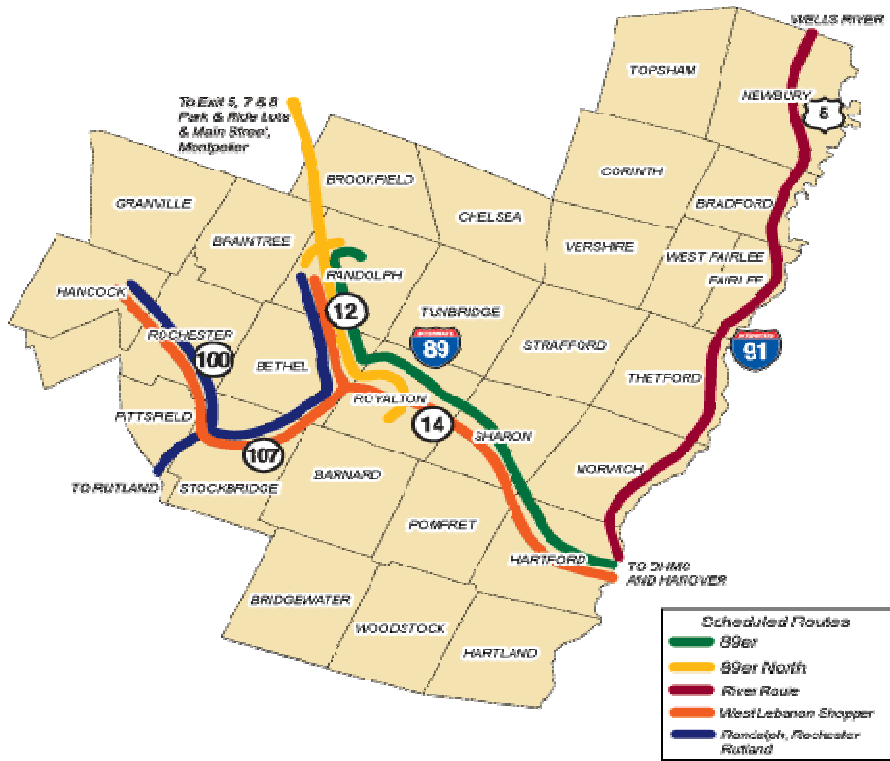 WELLS RIVER
TOPSHAM
NEWBURY
5
To Exit 5, 7 & 8
Park & Ride Lots
& Main Street,
Montpelier
CORINTH
BROOKFIELD
BRADFORD
GRANVILLE
CHELSEA
BRAINTREE
VERSHIRE
WEST FAIRLEE
FAIRLEE
RANDOLPH
HANCOCK
12
TUNBRIDGE
ROCHESTER
89
STRAFFORD
91
100
BETHEL
THETFORD
ROYALTON
PITTSFIELD
14
SHARON
107
NORWICH
BARNARD
TO RUTLAND
STOCKBRIDGE
POMFRET
HARTFORD
TO DHMC
AND HANOVER
BRIDGEWATER
WOODSTOCK
HARTLAND
Scheduled Routes
89er
89er North
River Route
West Lebanon Shopper
Randolph, Rochester
Rutland